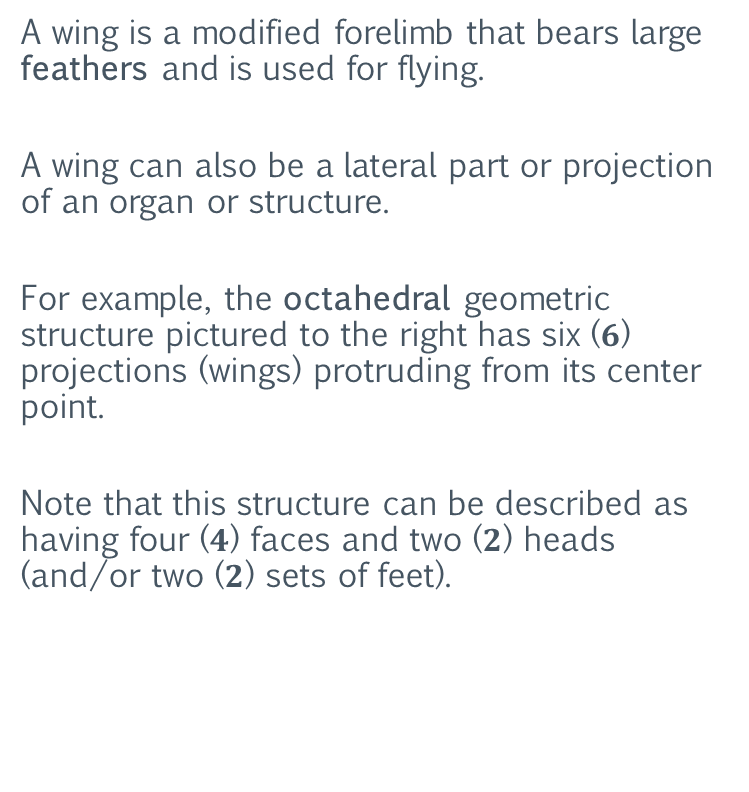 A wing is a modified forelimb that bears large
feathers and is used for flying.
A wing can also be a lateral part or projection
of an organ or structure.
For example, the octahedral geometric
structure pictured to the right has six (6)
projections (wings) protruding from its center
point.
Note that this structure can be described as
having four (4) faces and two (2) heads
(and/or two (2) sets of feet).